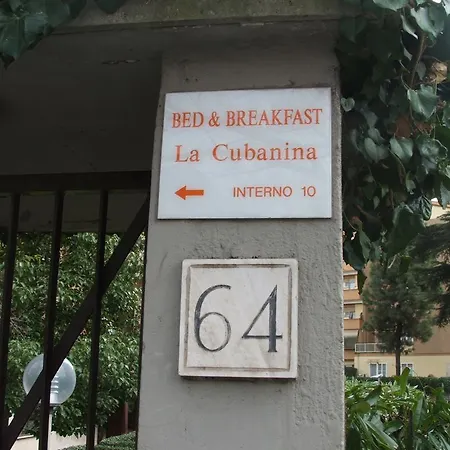 BED & BREAKFAST
La Cubanina
INTERNO 10
64